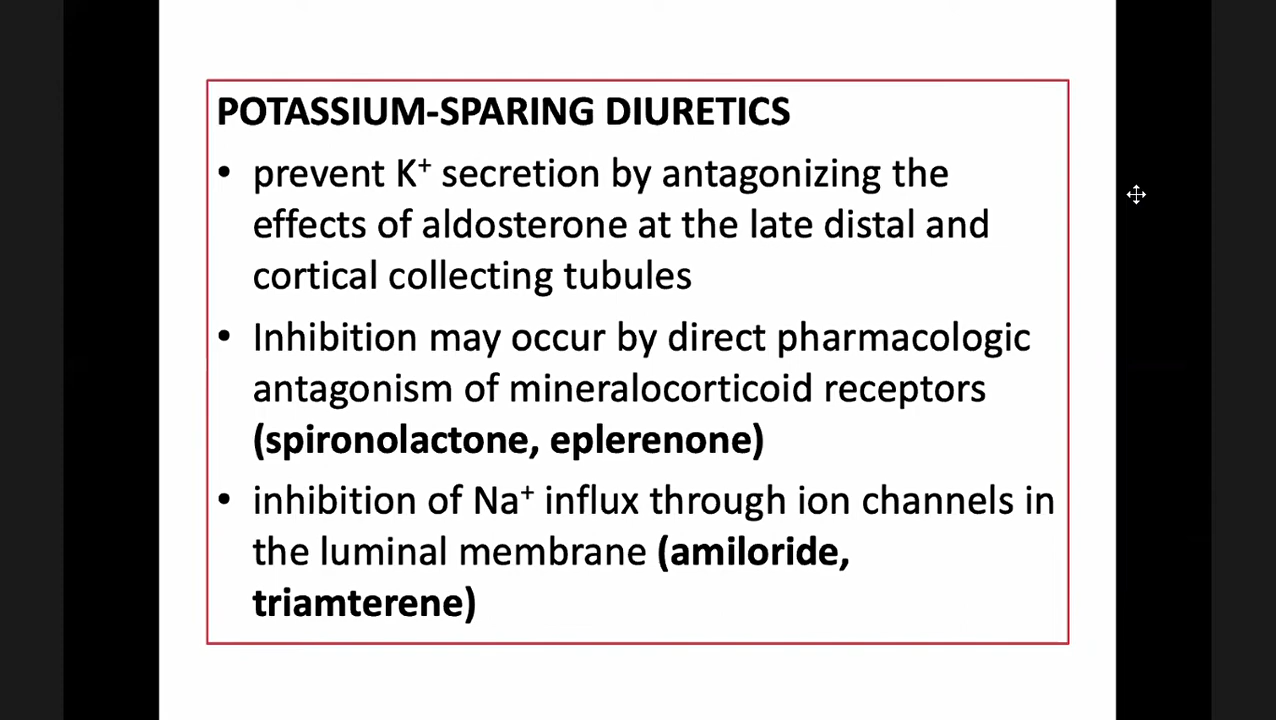 POTASSIUM-SPARING DIURETICS
• prevent K⁺ secretion by antagonizing the
effects of aldosterone at the late distal and
cortical collecting tubules
• Inhibition may occur by direct pharmacologic
antagonism of mineralocorticoid receptors
(spironolactone, eplerenone)
• inhibition of Na⁺ influx through ion channels in
the luminal membrane (amiloride,
triamterene)